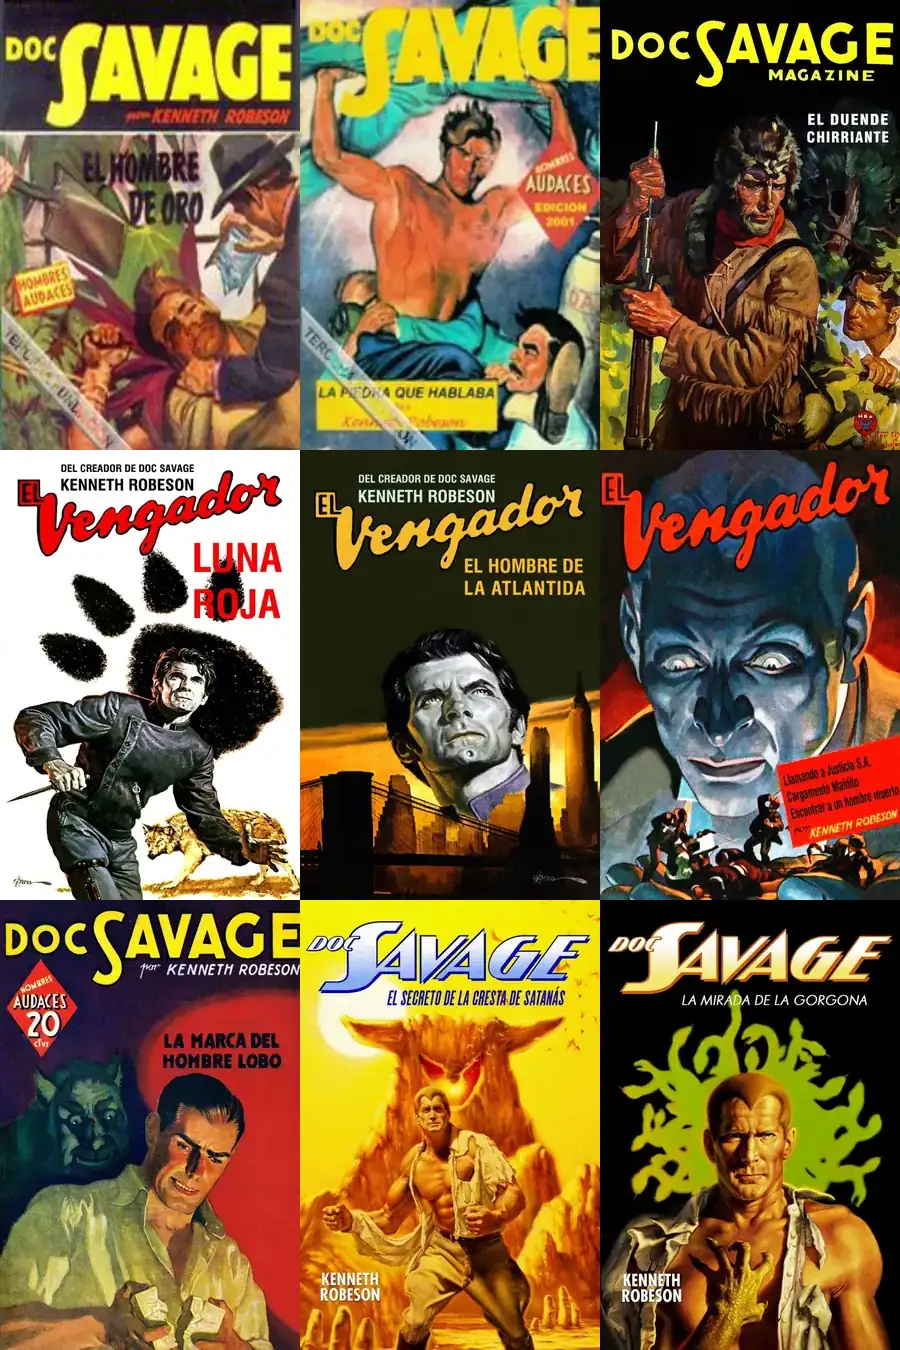 DOC SAVAGE
por KENNETH ROBESON
EL HOMBRE
DE ORO
HOMBRES
AUDACES
DOC SAVAGE
HOMBRES
AUDACES
EDICIÓN
2001
LA PIEDRA QUE HABLABA
Kenneth Robeson
DOC SAVAGE
MAGAZINE
EL DUENDE
CHIRRIANTE
DEL CREADOR DE DOC SAVAGE
KENNETH ROBESON
EL Vengador
LUNA
ROJA
DEL CREADOR DE DOC SAVAGE
KENNETH ROBESON
EL Vengador
EL HOMBRE DE
LA ATLANTIDA
EL Vengador
Llamando a Justicia S.A.
Cargamento Maldito
Encontrar a un hombre muerto
por KENNETH ROBESON
DOC SAVAGE
por KENNETH ROBESON
HOMBRES
AUDACES
20
ctvs
LA MARCA DEL
HOMBRE LOBO
DOC SAVAGE
EL SECRETO DE LA CRESTA DE SATANÁS
KENNETH
ROBESON
DOC SAVAGE
LA MIRADA DE LA GORGONA
KENNETH
ROBESON